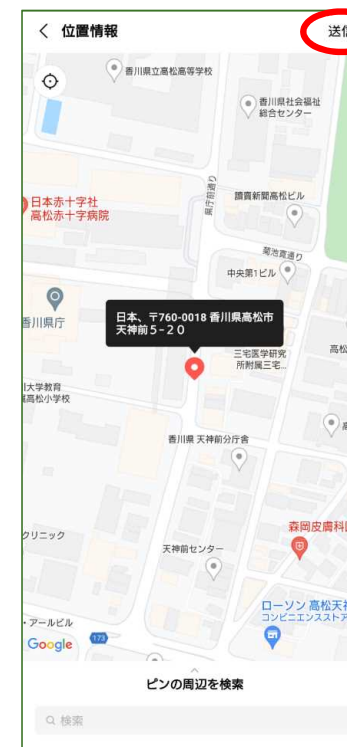 位置情報
送信
香川県立高松高等学校
香川県社会福祉
総合センター
県庁前通り
讀賣新聞高松ビル
日本赤十字社
高松赤十字病院
菊池寛通り
中央第1ビル
香川県庁
日本、〒760-0018 香川県高松市
天神前5−20
三宅医学研究
所附属三宅...
高松
大学教育
高松小学校
香川県 天神前分庁舎
クリニック
天神前センター
森岡皮膚科
ローソン 高松天神
コンビニエンスストア
・アールビル
Google
173
ピンの周辺を検索
検索